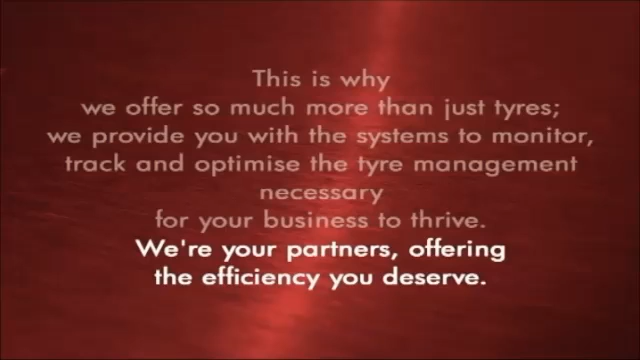 This is why
we offer so much more than just tyres;
we provide you with the systems to monitor,
track and optimise the tyre management
necessary
for your business to thrive.
We're your partners, offering
the efficiency you deserve.